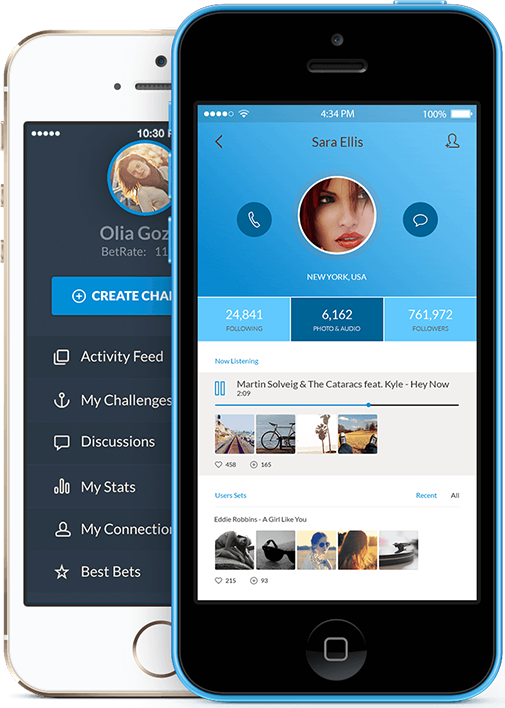 10:30
Olia Goz
BetRate: 11
CREATE CHA
Activity Feed
My Challenges
Discussions
My Stats
My Connection
Best Bets
4:34 PM
100%
Sara Ellis
NEW YORK, USA
24,841
FOLLOWING
6,162
PHOTO & AUDIO
761,972
FOLLOWERS
Now Listening
Martin Solveig & The Cataracs feat. Kyle - Hey Now
2:09
458 165
Users Sets Recent All
Eddie Robbins - A Girl Like You
215 93